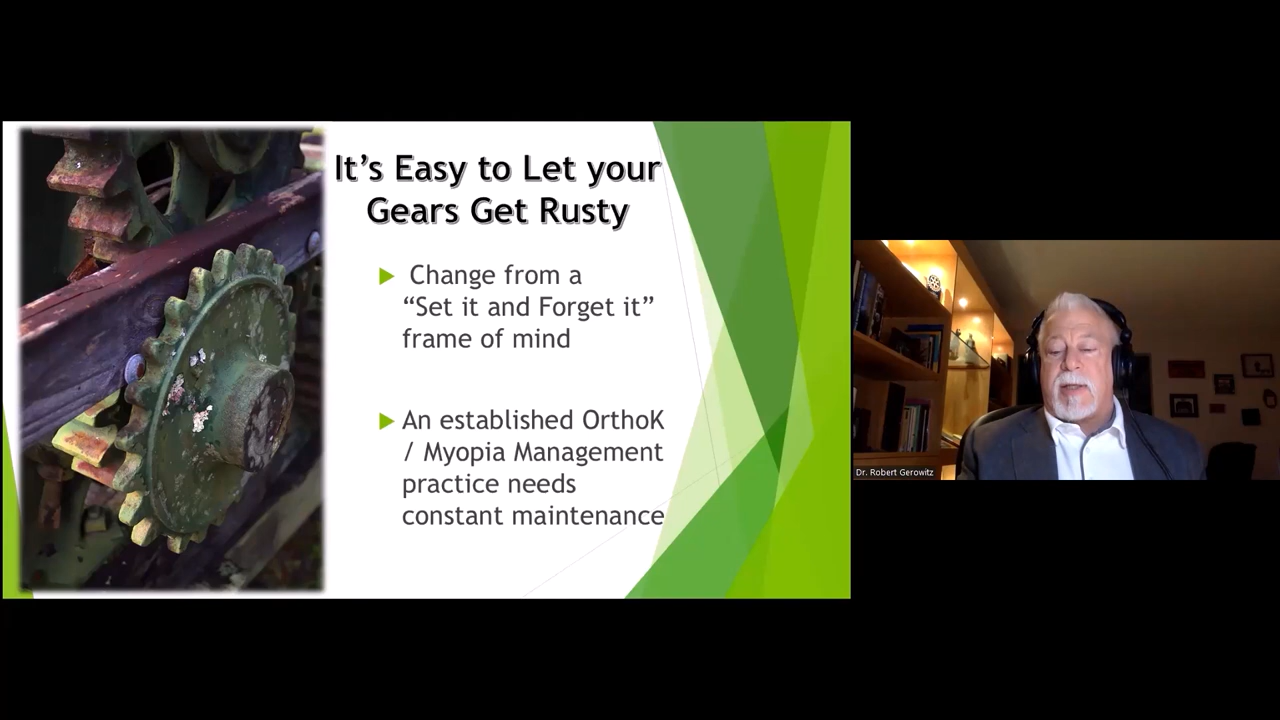 It’s Easy to Let your
Gears Get Rusty
Change from a
“Set it and Forget it”
frame of mind
An established OrthoK
/ Myopia Management
practice needs
constant maintenance
Dr. Robert Gerowitz